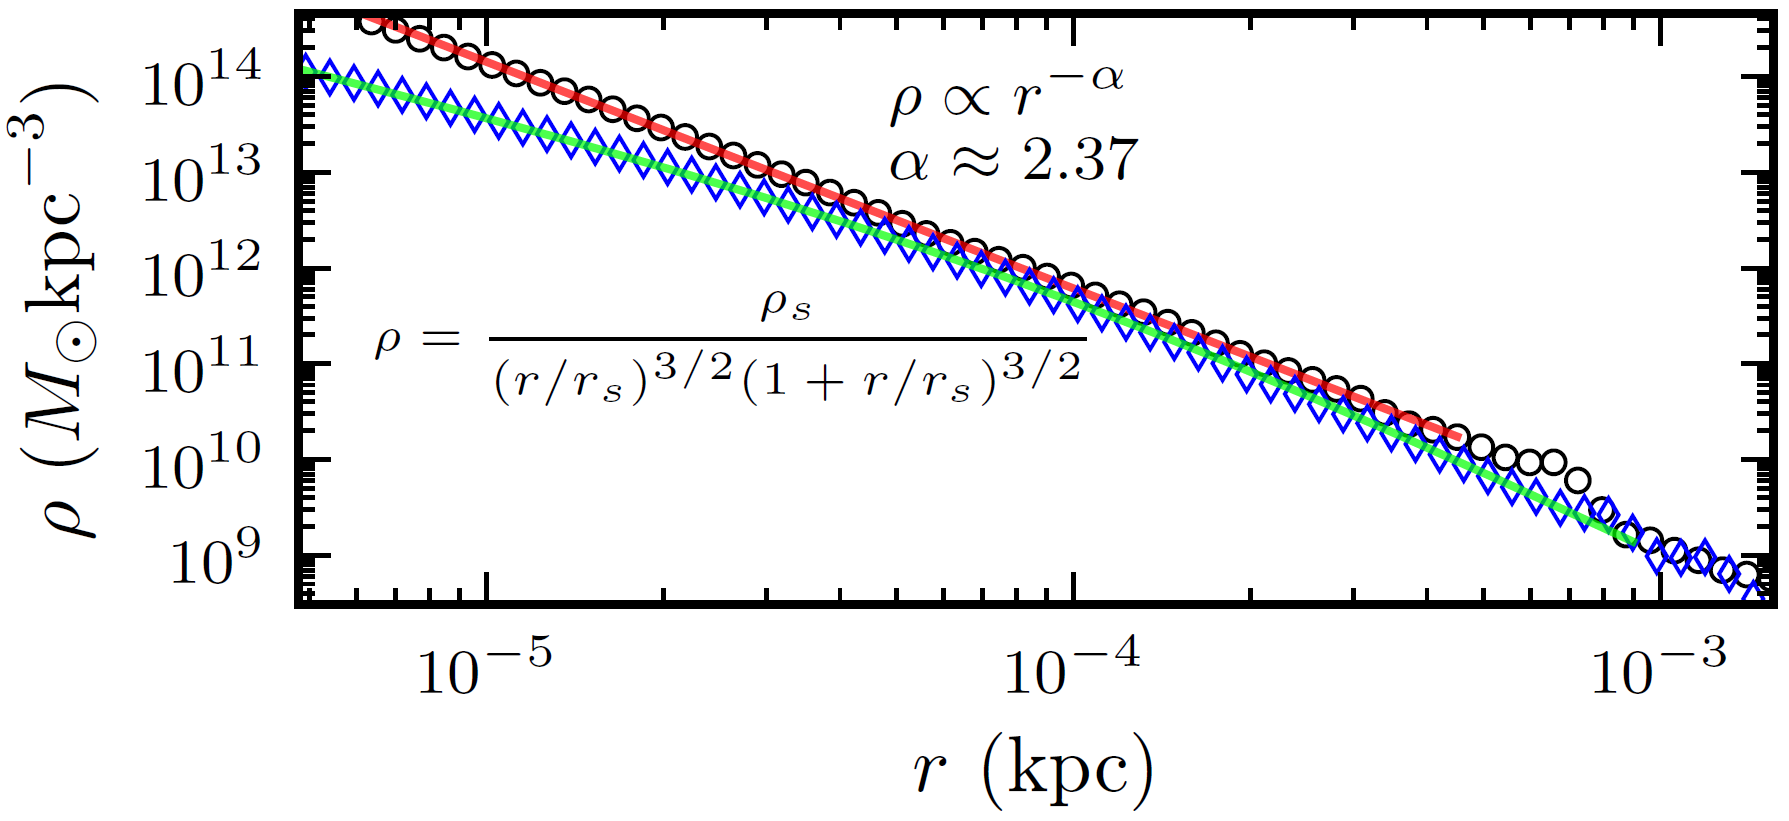 ρ ∝ r^{−α}
α ≈ 2.37
ρ = ρ_s / (r/r_s)^{3/2}(1 + r/r_s)^{3/2}
10^{14}
10^{13}
10^{12}
10^{11}
10^{10}
10^{9}
ρ (M_⊙kpc^{−3})
10^{−5} 10^{−4} 10^{−3}
r (kpc)